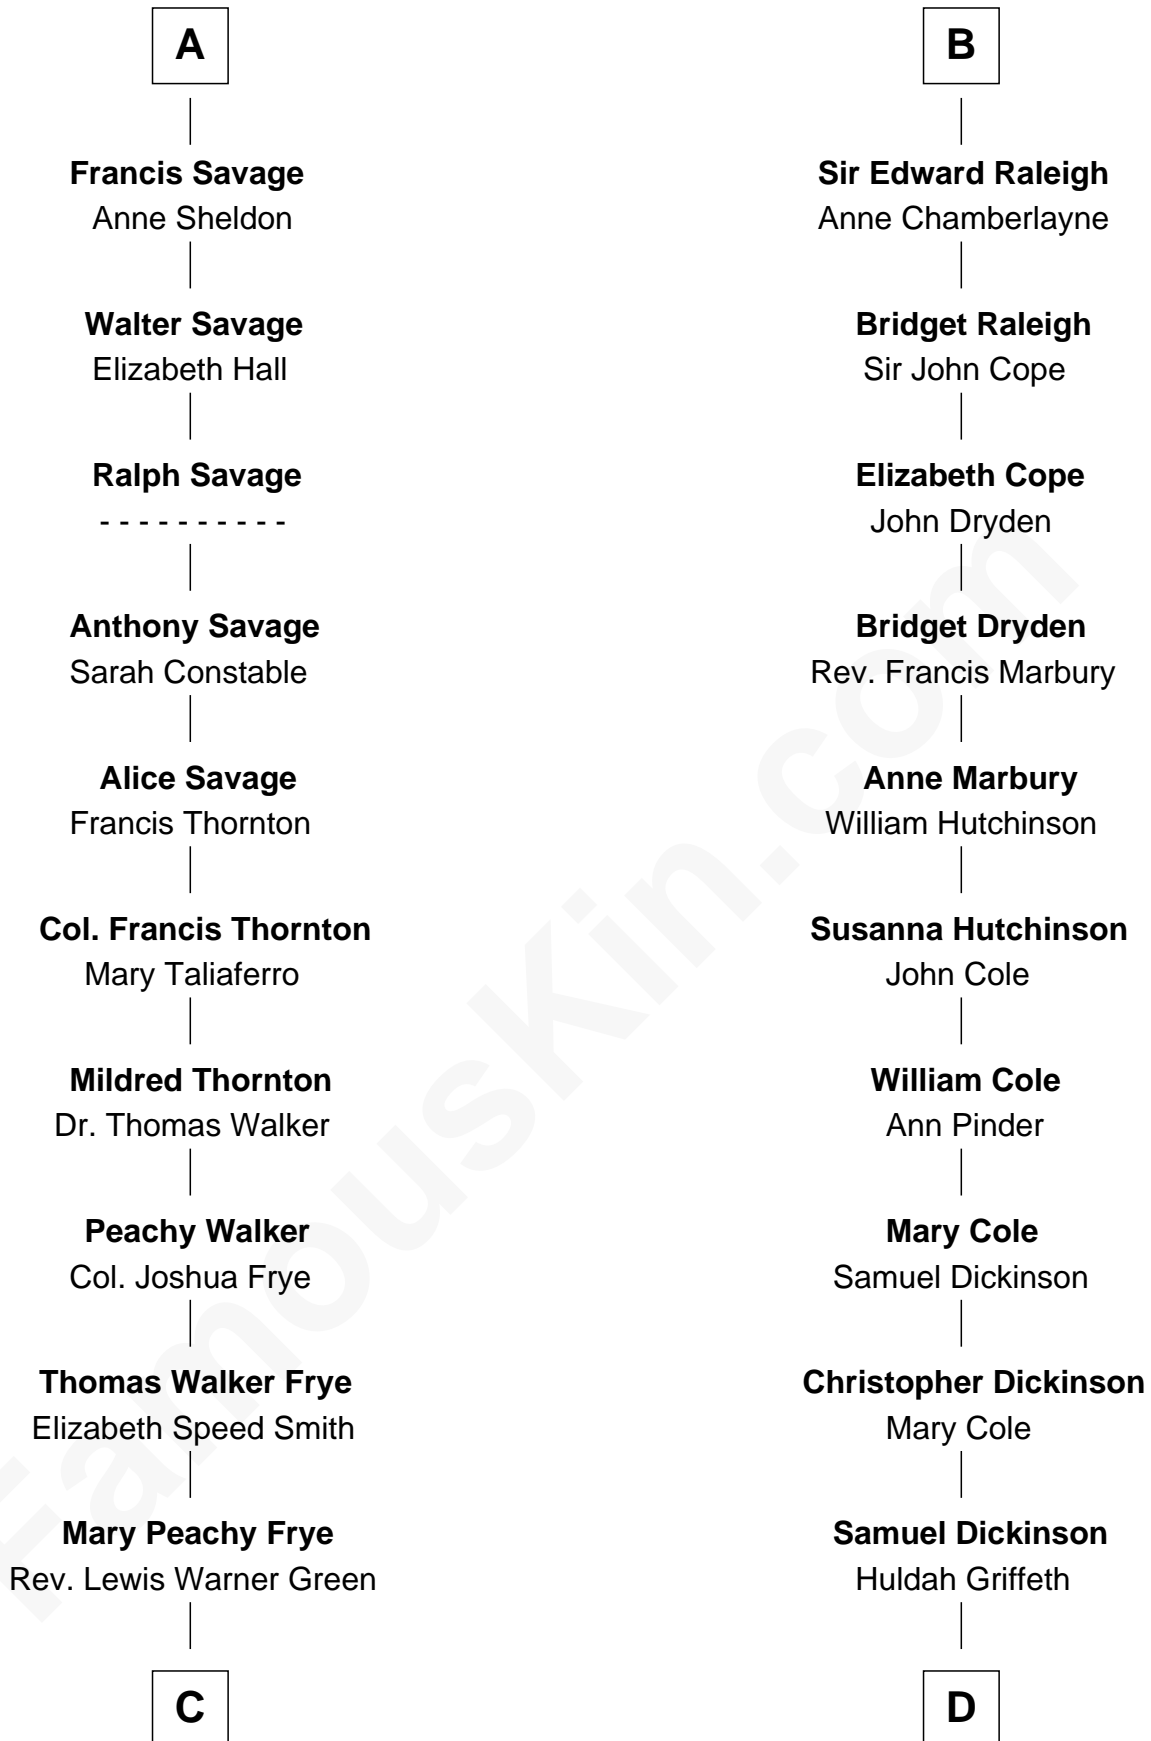 A
Francis Savage
Anne Sheldon
Walter Savage
Elizabeth Hall
Ralph Savage
- - - - - - - - - -
Anthony Savage
Sarah Constable
Alice Savage
Francis Thornton
Col. Francis Thornton
Mary Taliaferro
Mildred Thornton
Dr. Thomas Walker
Peachy Walker
Col. Joshua Frye
Thomas Walker Frye
Elizabeth Speed Smith
Mary Peachy Frye
Rev. Lewis Warner Green
C
B
Sir Edward Raleigh
Anne Chamberlayne
Bridget Raleigh
Sir John Cope
Elizabeth Cope
John Dryden
Bridget Dryden
Rev. Francis Marbury
Anne Marbury
William Hutchinson
Susanna Hutchinson
John Cole
William Cole
Ann Pinder
Mary Cole
Samuel Dickinson
Christopher Dickinson
Mary Cole
Samuel Dickinson
Huldah Griffeth
D
FamousKin.com